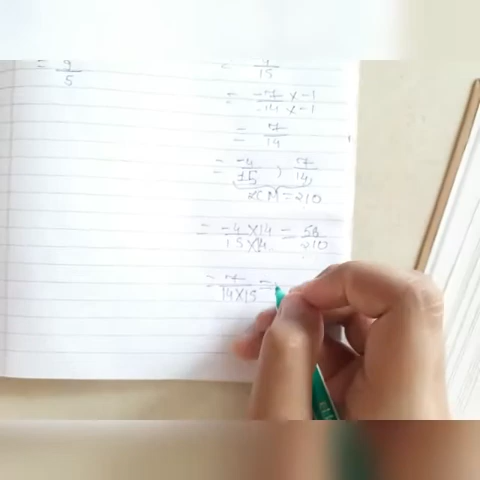 = 9/5
= 4/15
= -7/-14 × -1/-1
= 7/14
= -4/15 , 7/14
LCM = 210
= -4×14/15×14 = 56/210
= 7/14×15 =